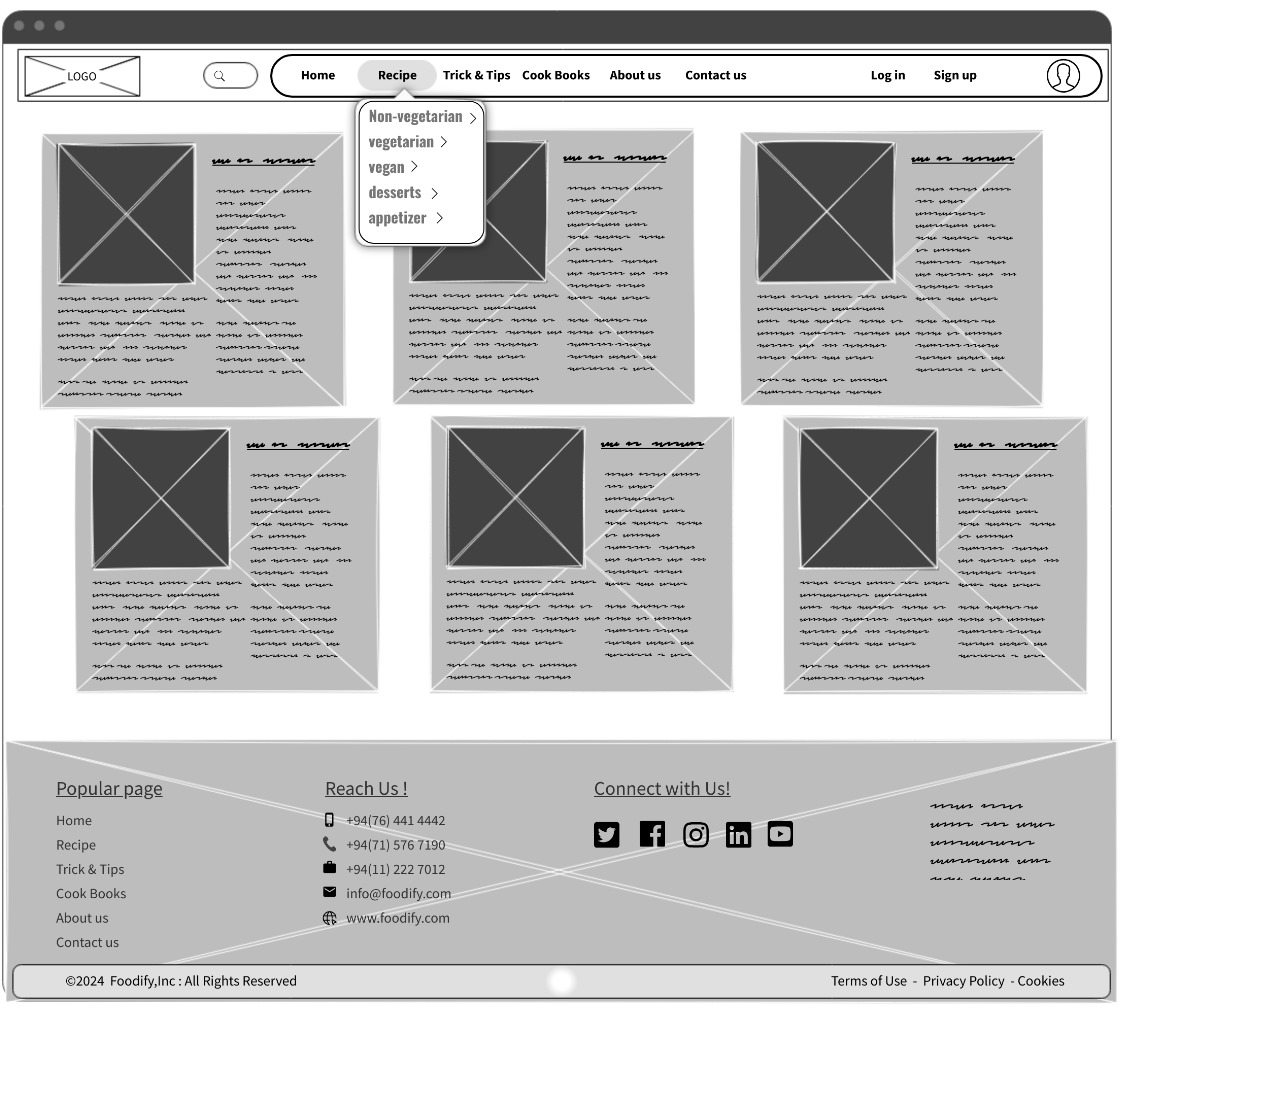 LOGO
Home Recipe Trick & Tips Cook Books About us Contact us Log in Sign up
Non-vegetarian
vegetarian
vegan
desserts
appetizer
Popular page
Home
Recipe
Trick & Tips
Cook Books
About us
Contact us
Reach Us !
+94(76) 441 4442
+94(71) 576 7190
+94(11) 222 7012
info@foodify.com
www.foodify.com
Connect with Us!
©2024 Foodify,Inc : All Rights Reserved
Terms of Use - Privacy Policy - Cookies